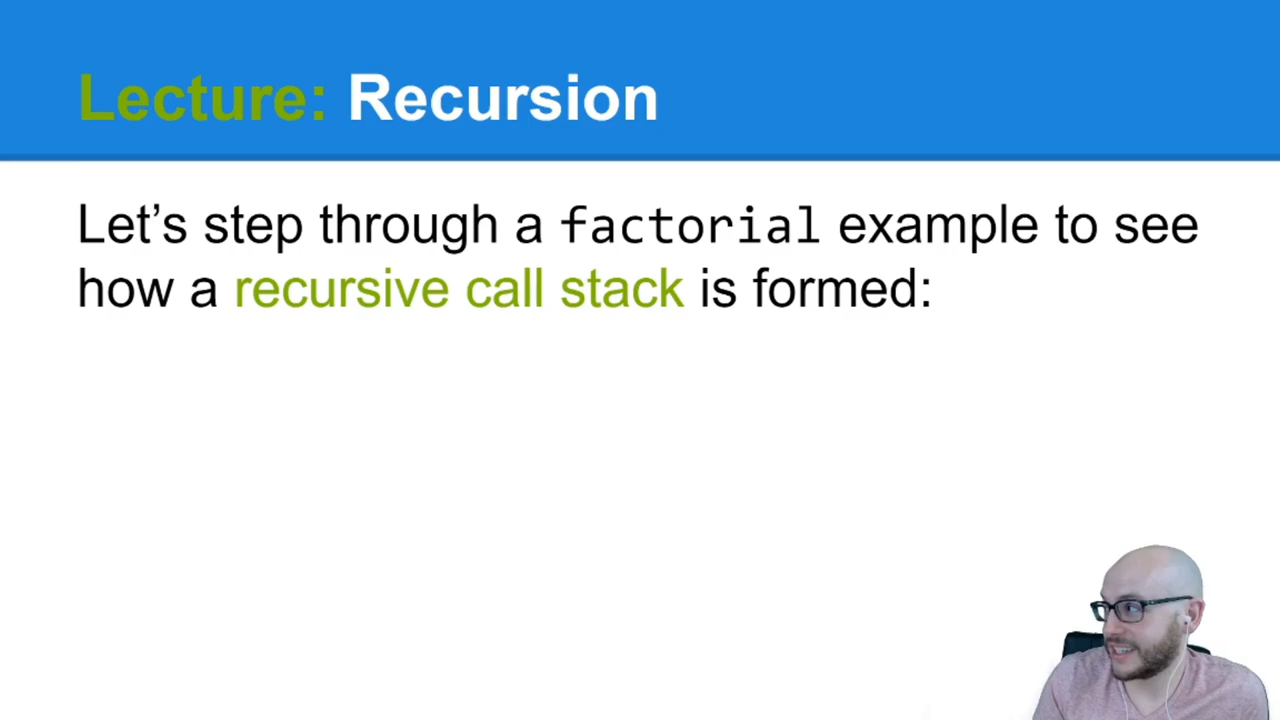 Lecture: Recursion
Let’s step through a factorial example to see
how a recursive call stack is formed: